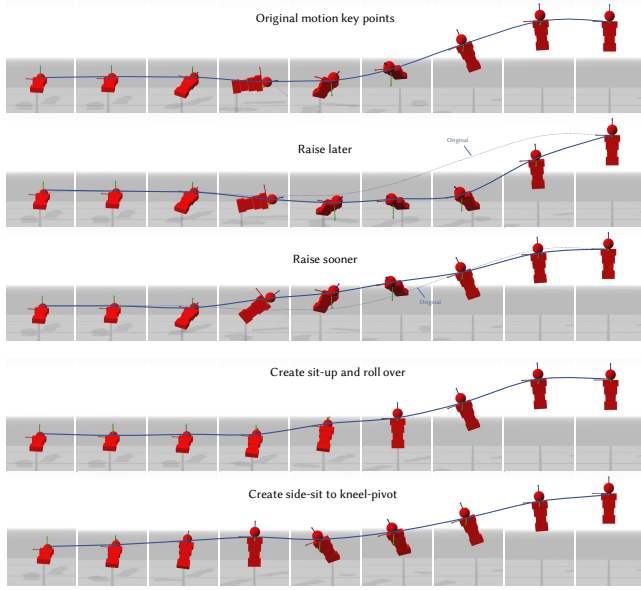 Original motion key points
Original
Raise later
Raise sooner
Original
Create sit-up and roll over
Create side-sit to kneel-pivot